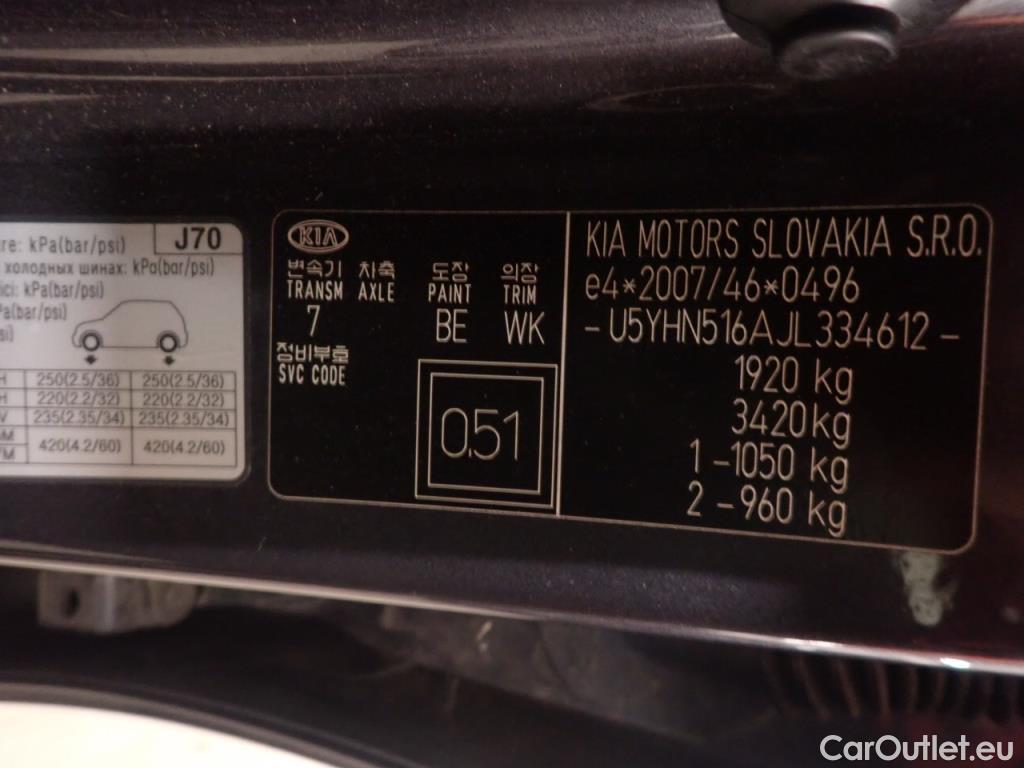 re: kPa(bar/psi)
J70
холодных шинах: kPa(bar/psi)
ici: kPa(bar/psi)
Pa(bar/psi)
si)
H 250(2.5/36) 250(2.5/36)
H 220(2.2/32) 220(2.2/32)
V 235(2.35/34) 235(2.35/34)
M 420(4.2/60) 420(4.2/60)
/M
KIA
변속기 차축 도장 의장
TRANSM AXLE PAINT TRIM
7 BE WK
정비부호
SVC CODE
0.51
KIA MOTORS SLOVAKIA S.R.O.
e4*2007/46*0496
- U5YHN516AJL334612 -
1920 kg
3420 kg
1 -1050 kg
2 -960 kg
CarOutlet.eu